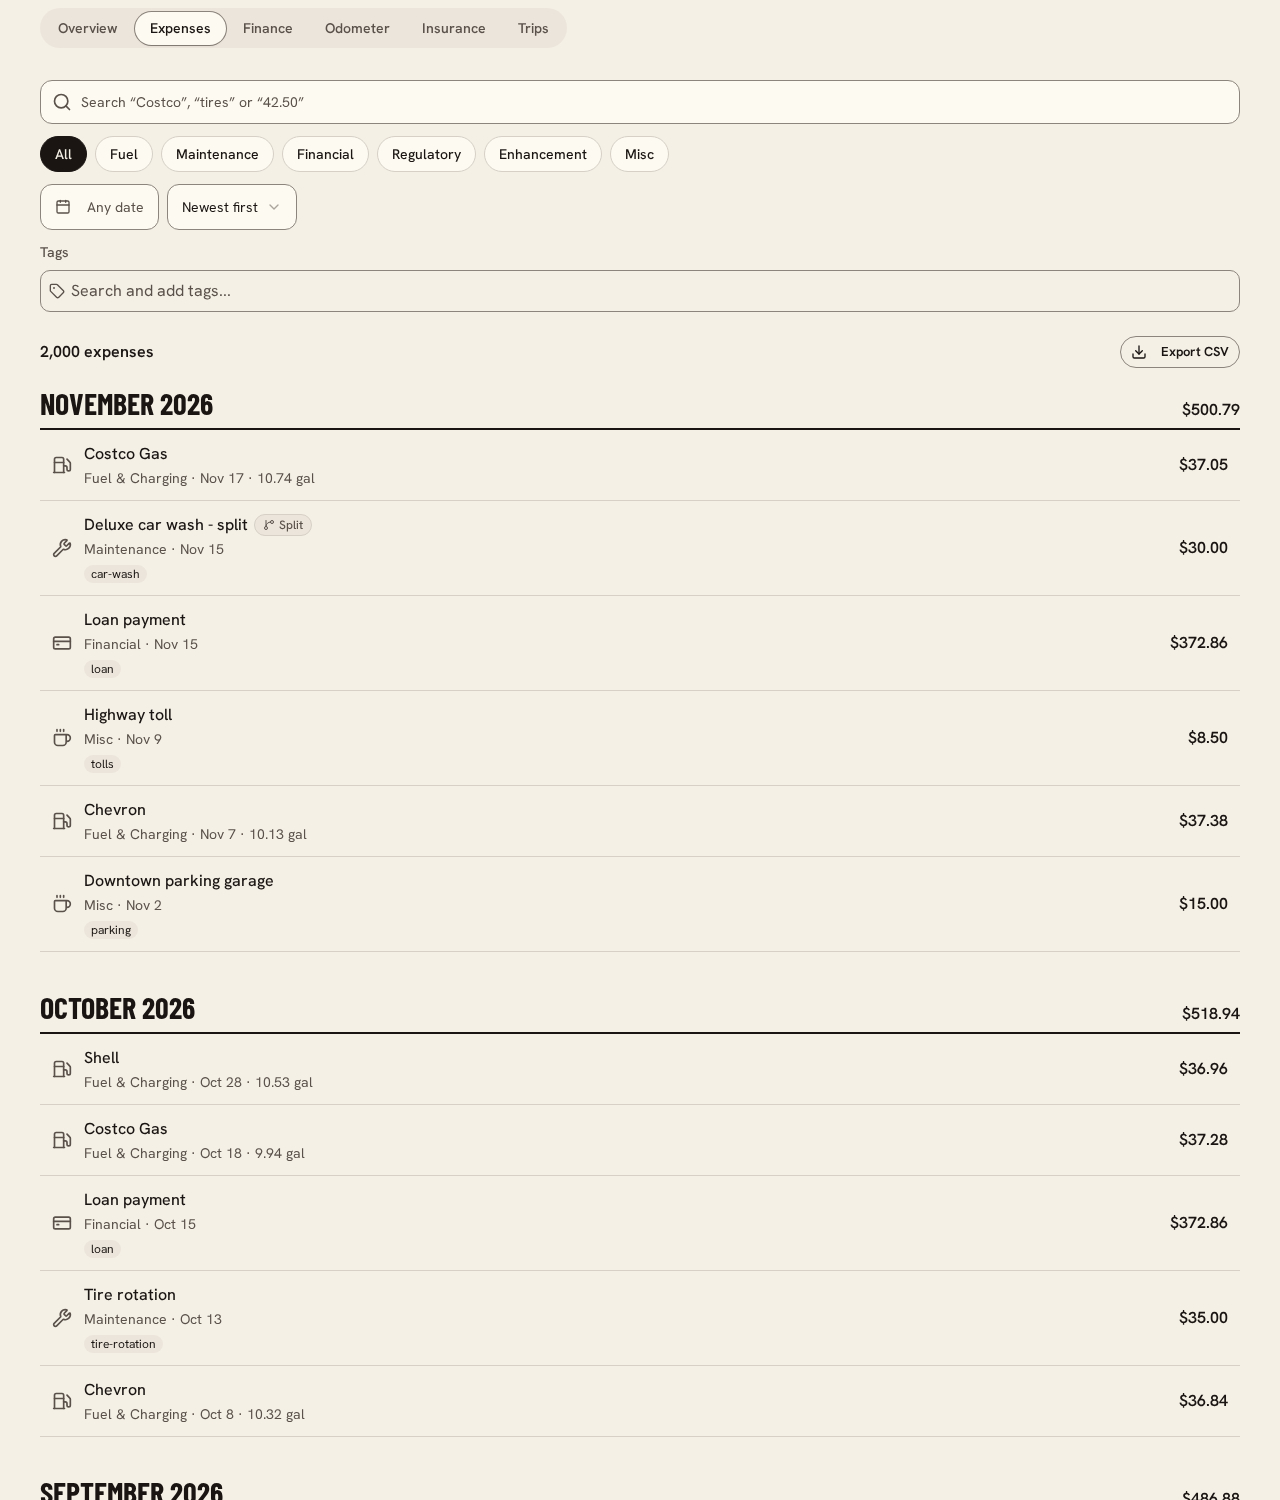 Overview Expenses Finance Odometer Insurance Trips
Search “Costco”, “tires” or “42.50”
All Fuel Maintenance Financial Regulatory Enhancement Misc
Any date Newest first
Tags
Search and add tags...
2,000 expenses Export CSV
NOVEMBER 2026 $500.79
Costco Gas
Fuel & Charging · Nov 17 · 10.74 gal
$37.05
Deluxe car wash - split Split
Maintenance · Nov 15
$30.00
car-wash
Loan payment
Financial · Nov 15
$372.86
loan
Highway toll
Misc · Nov 9
$8.50
tolls
Chevron
Fuel & Charging · Nov 7 · 10.13 gal
$37.38
Downtown parking garage
Misc · Nov 2
$15.00
parking
OCTOBER 2026 $518.94
Shell
Fuel & Charging · Oct 28 · 10.53 gal
$36.96
Costco Gas
Fuel & Charging · Oct 18 · 9.94 gal
$37.28
Loan payment
Financial · Oct 15
$372.86
loan
Tire rotation
Maintenance · Oct 13
$35.00
tire-rotation
Chevron
Fuel & Charging · Oct 8 · 10.32 gal
$36.84
SEPTEMBER 2026 $486.88